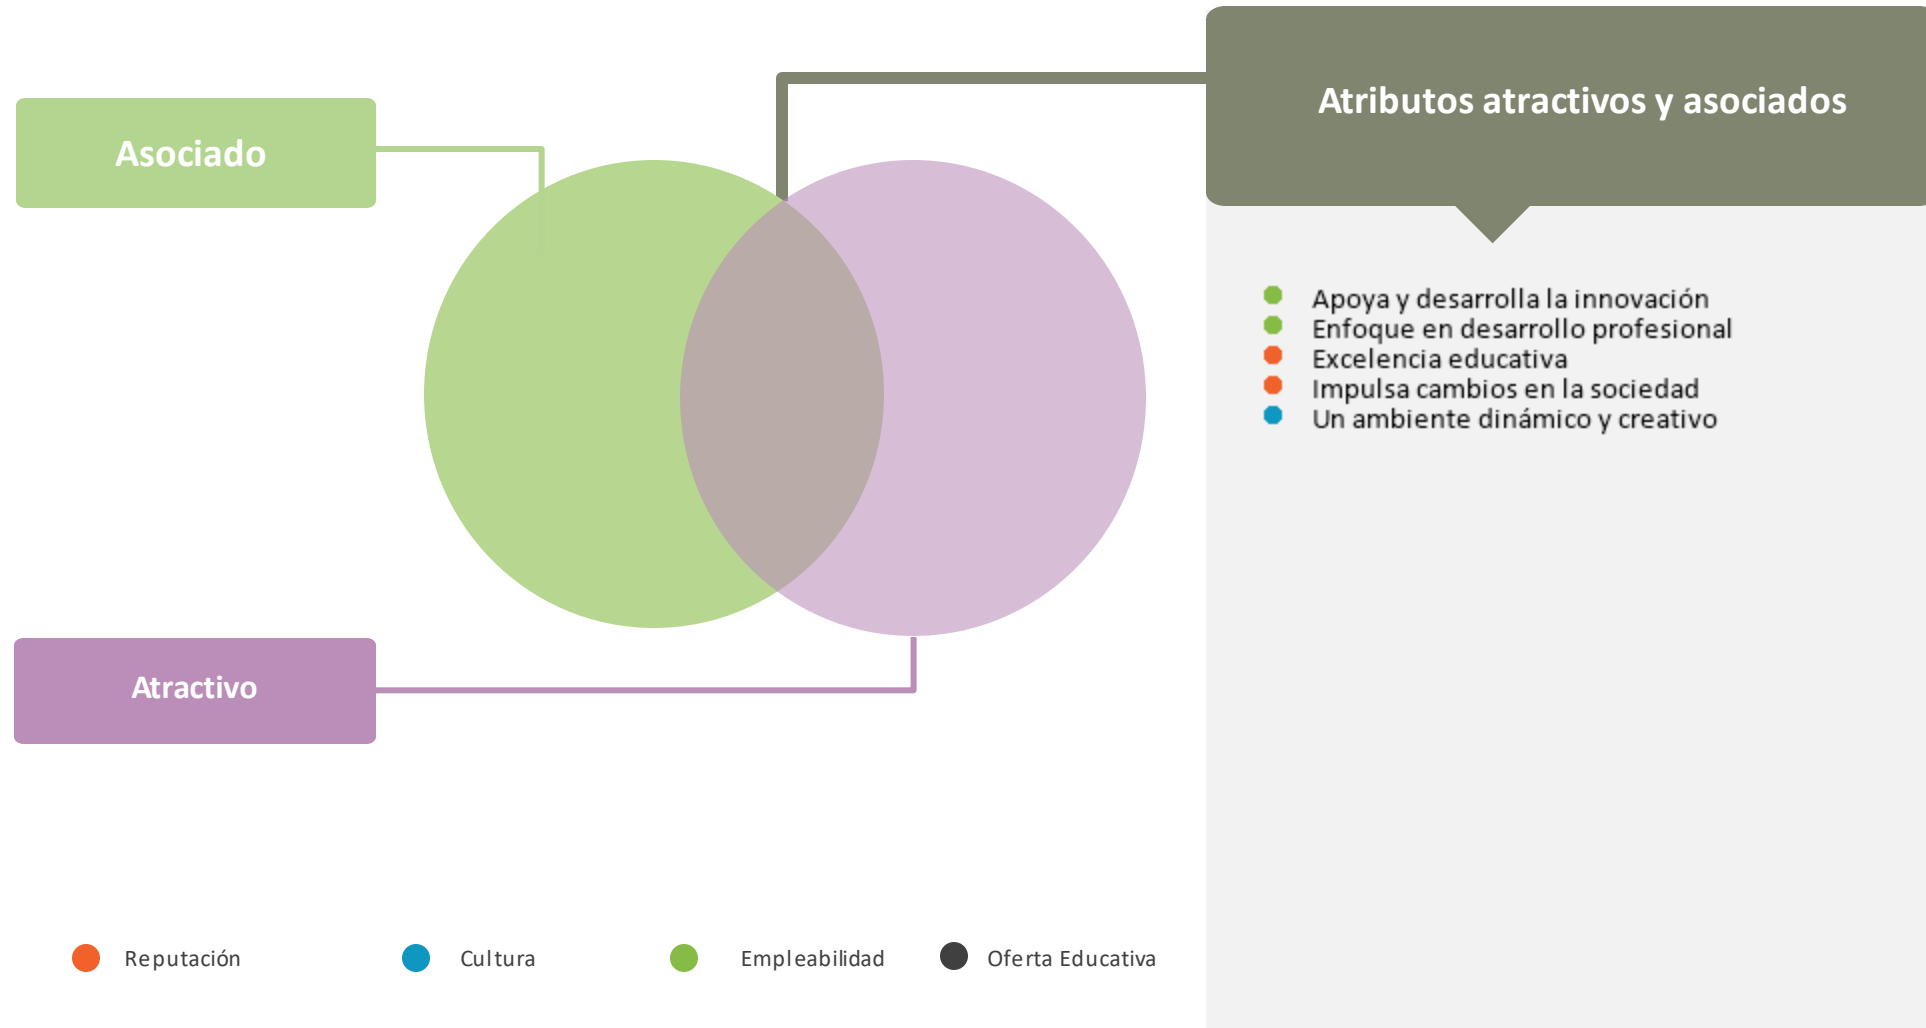 Atributos atractivos y asociados
Asociado
Apoya y desarrolla la innovación
Enfoque en desarrollo profesional
Excelencia educativa
Impulsa cambios en la sociedad
Un ambiente dinámico y creativo
Atractivo
Reputación
Cultura
Empleabilidad
Oferta Educativa